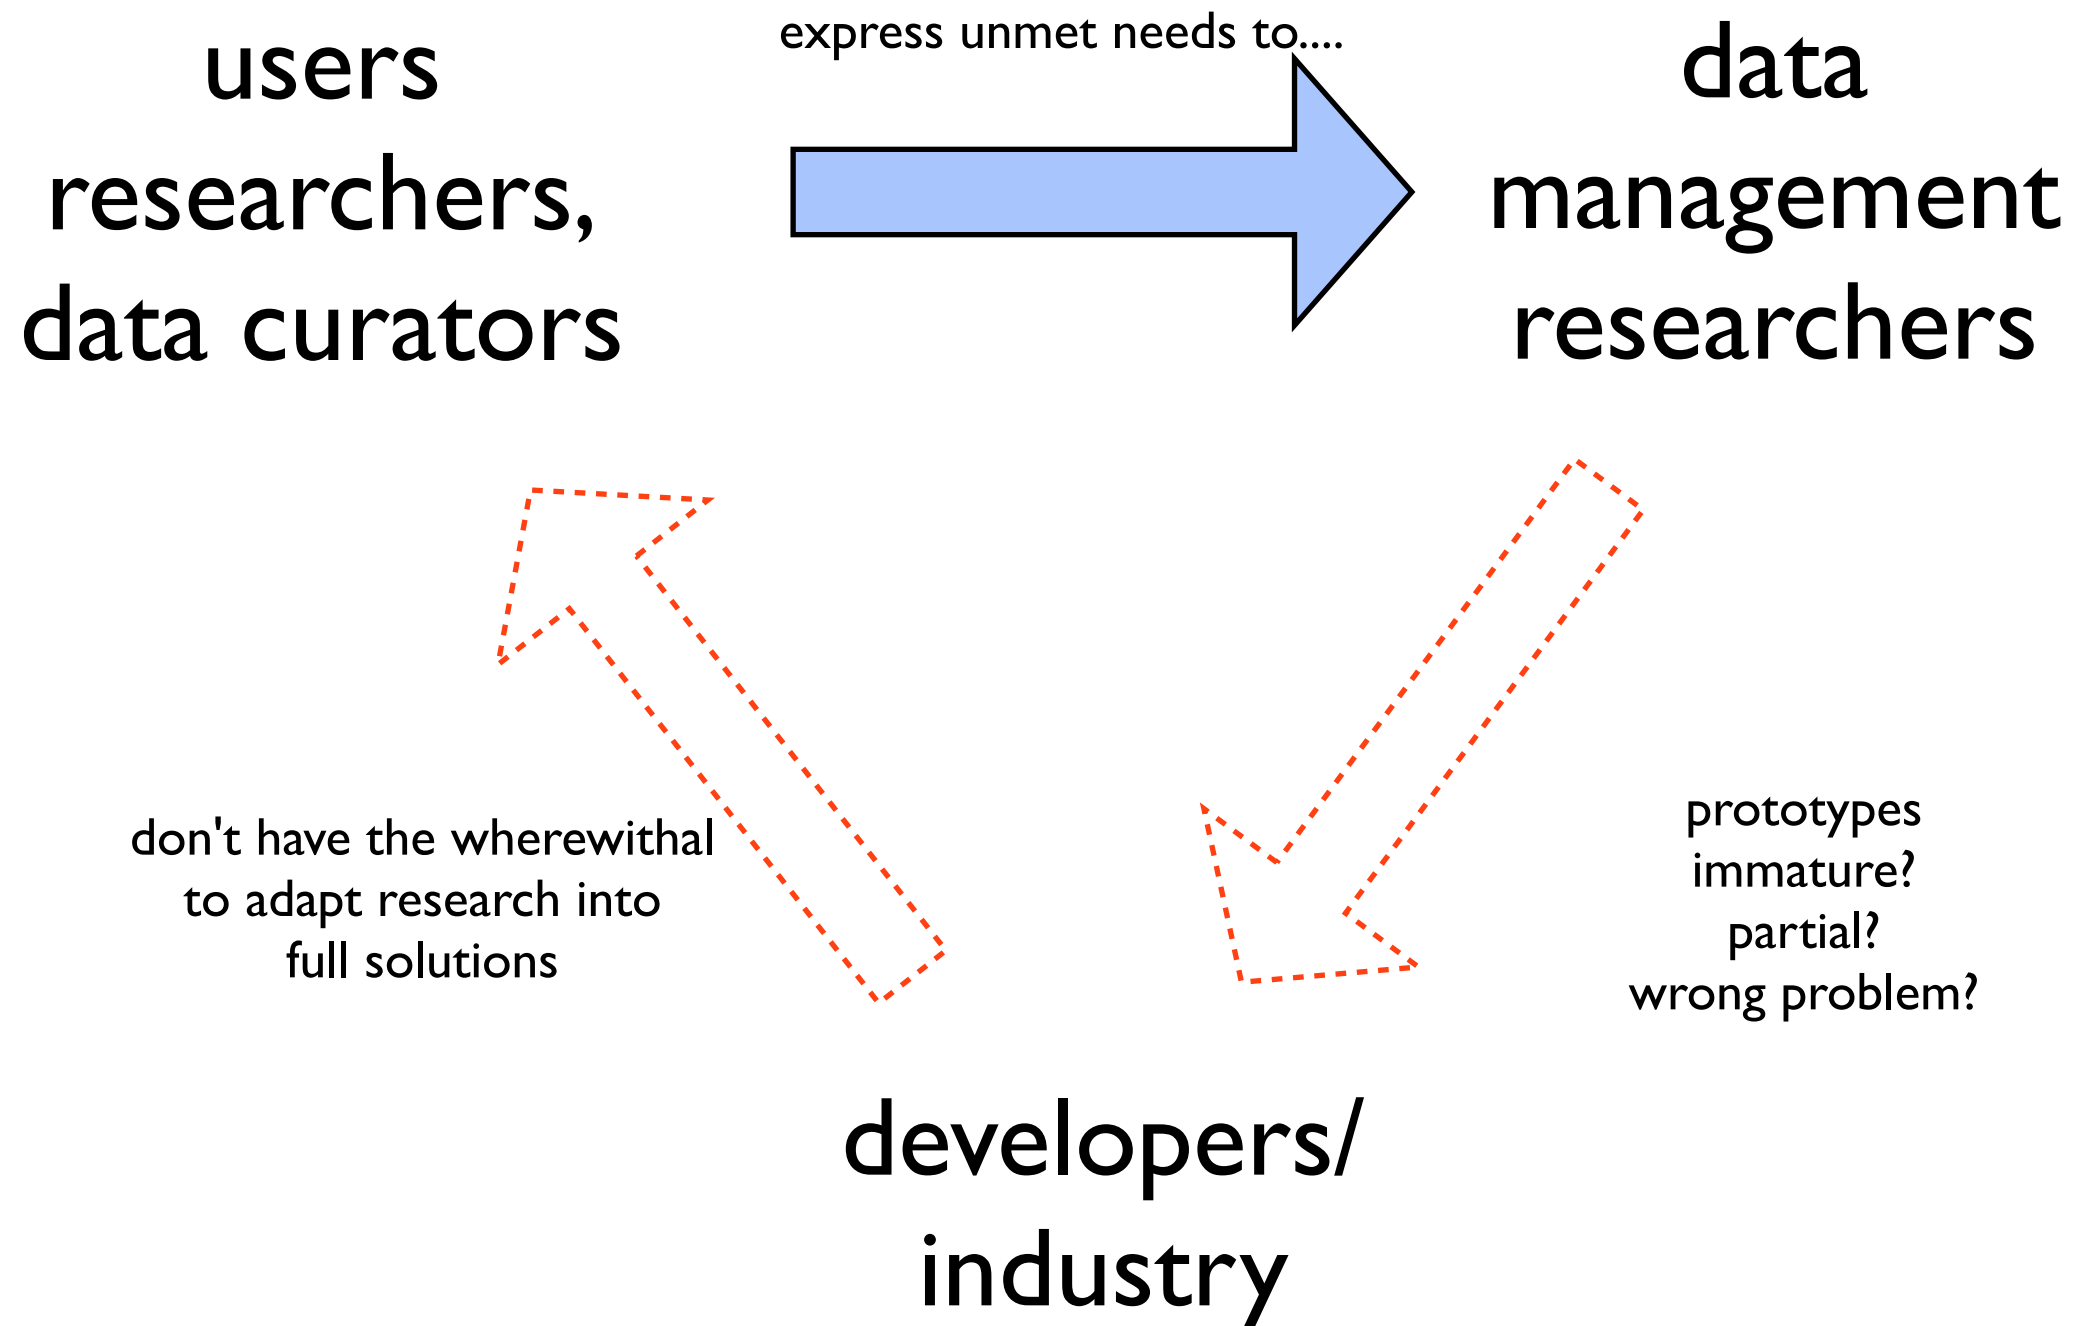 express unmet needs to....
users
researchers,
data curators
data
management
researchers
don't have the wherewithal
to adapt research into
full solutions
prototypes
immature?
partial?
wrong problem?
developers/
industry